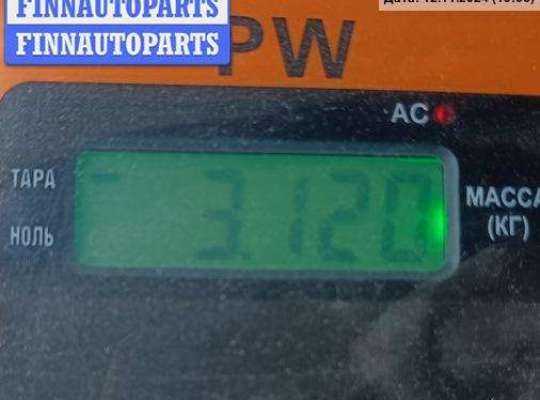 FINNAUTOPARTS
FINNAUTOPARTS
PW
AC
ТАРА
НОЛЬ
3.120
МАССА
(КГ)